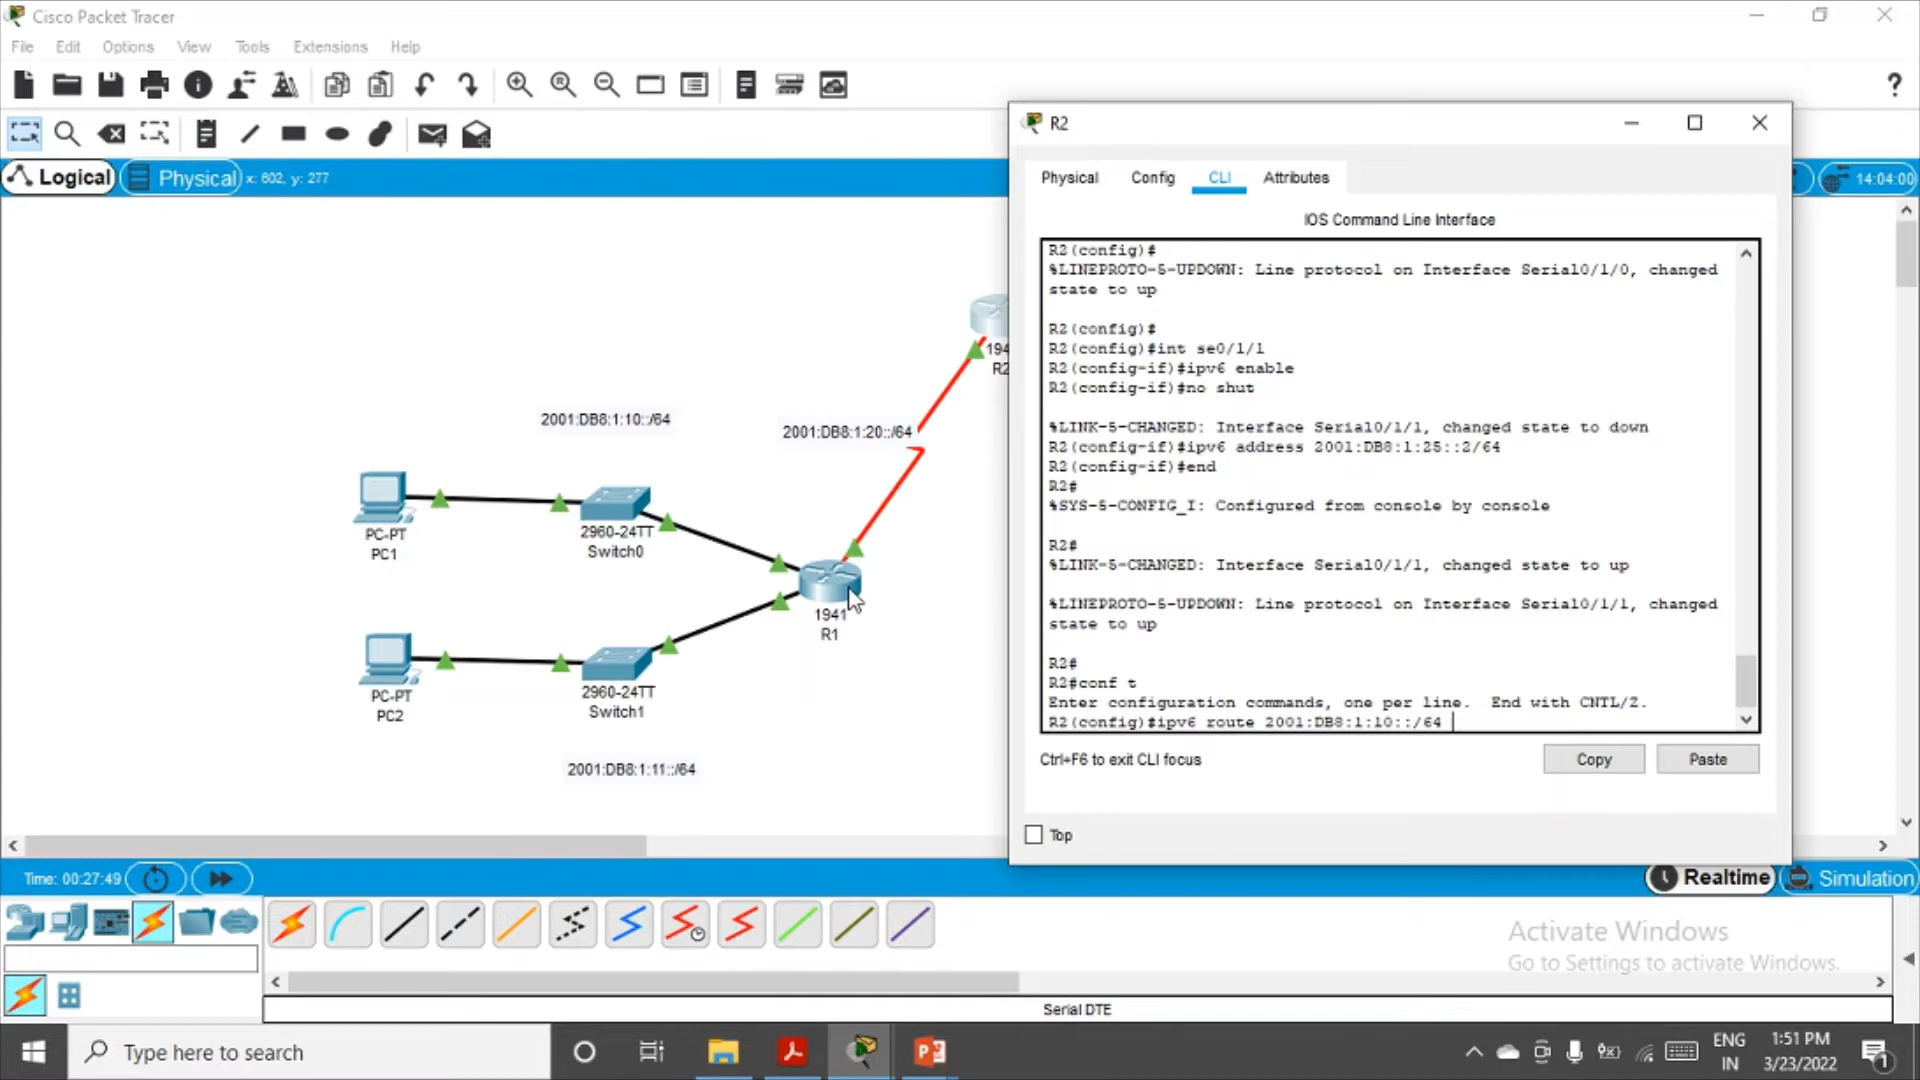 Cisco Packet Tracer
File Edit Options View Tools Extensions Help
?
Logical Physical x: 602, y: 277
14:04:00
R2
Physical Config CLI Attributes
IOS Command Line Interface
R2(config)#
%LINEPROTO-5-UPDOWN: Line protocol on Interface Serial0/1/0, changed
state to up
R2(config)#
R2(config)#int se0/1/1
R2(config-if)#ipv6 enable
R2(config-if)#no shut
%LINK-5-CHANGED: Interface Serial0/1/1, changed state to down
R2(config-if)#ipv6 address 2001:DB8:1:25::2/64
R2(config-if)#end
R2#
%SYS-5-CONFIG_I: Configured from console by console
R2#
%LINK-5-CHANGED: Interface Serial0/1/1, changed state to up
%LINEPROTO-5-UPDOWN: Line protocol on Interface Serial0/1/1, changed
state to up
R2#
R2#conf t
Enter configuration commands, one per line.  End with CNTL/Z.
R2(config)#ipv6 route 2001:DB8:1:10::/64
Ctrl+F6 to exit CLI focus
Copy
Paste
Top
194
R2
2001:DB8:1:10::/64
2001:DB8:1:20::/64
PC-PT
PC1
2960-24TT
Switch0
1941
R1
PC-PT
PC2
2960-24TT
Switch1
2001:DB8:1:11::/64
Time: 00:27:49
Realtime
Simulation
Activate Windows
Go to Settings to activate Windows.
Serial DTE
Type here to search
ENG
IN
1:51 PM
3/23/2022
1